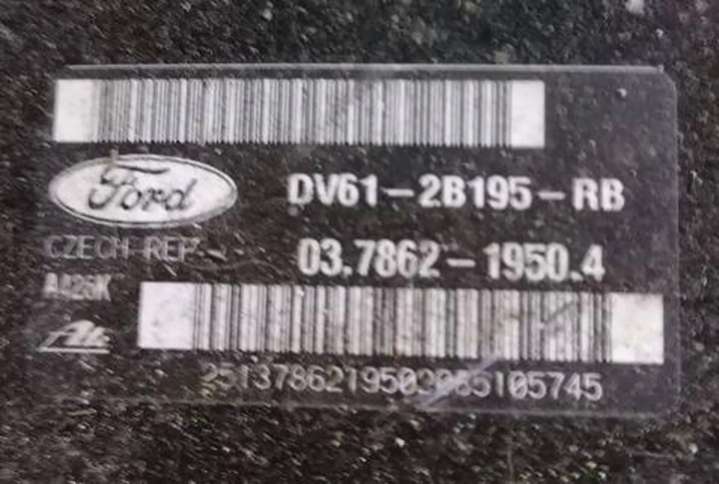 Ford
DV61-2B195-RB
CZECH REP.
03.7862-1950.4
Ate